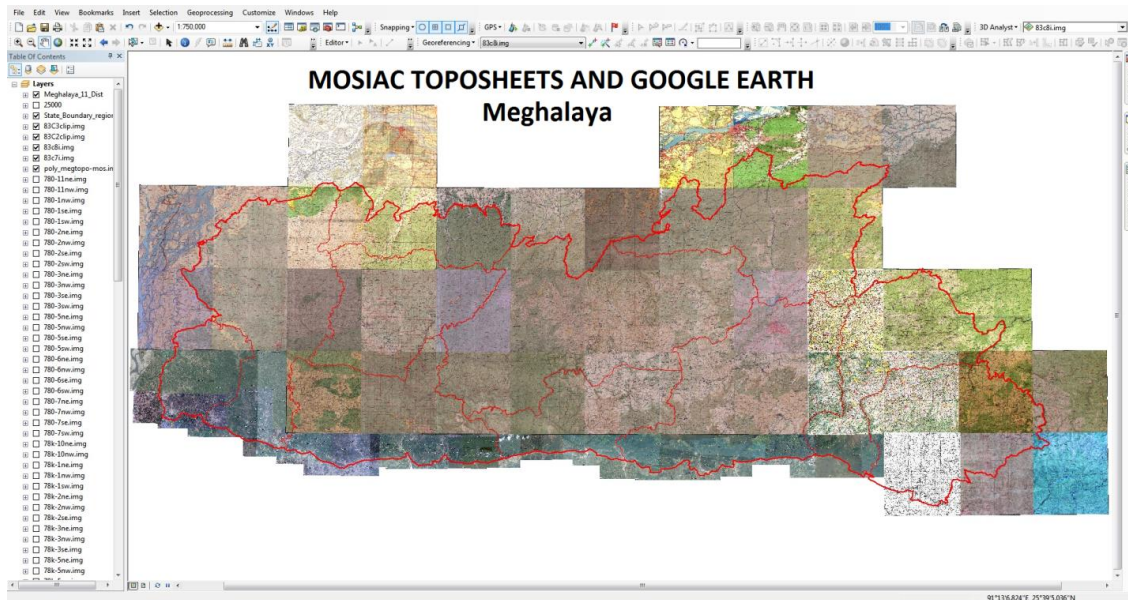 File Edit View Bookmarks Insert Selection Geoprocessing Customize Windows Help
1:750,000 Snapping GPS 3D Analyst 83c8i.img
Editor Georeferencing 83c8i.img
Table Of Contents
Layers
Meghalaya_11_Dist
25000
State_Boundary_region
83C3clip.img
83C2clip.img
83c8i.img
83c7i.img
poly_megtopo-mos.in
780-11ne.img
780-11nw.img
780-1nw.img
780-1se.img
780-1sw.img
780-2ne.img
780-2nw.img
780-2se.img
780-2sw.img
780-3ne.img
780-3nw.img
780-3se.img
780-3sw.img
780-5ne.img
780-5nw.img
780-5se.img
780-5sw.img
780-6ne.img
780-6nw.img
780-6se.img
780-6sw.img
780-7ne.img
780-7nw.img
780-7se.img
780-7sw.img
78k-10ne.img
78k-10nw.img
78k-1ne.img
78k-1nw.img
78k-1sw.img
78k-2ne.img
78k-2nw.img
78k-2se.img
78k-3ne.img
78k-3nw.img
78k-3se.img
78k-5ne.img
78k-5nw.img
MOSIAC TOPOSHEETS AND GOOGLE EARTH
Meghalaya
91°13'6.824"E 25°39'5.036"N